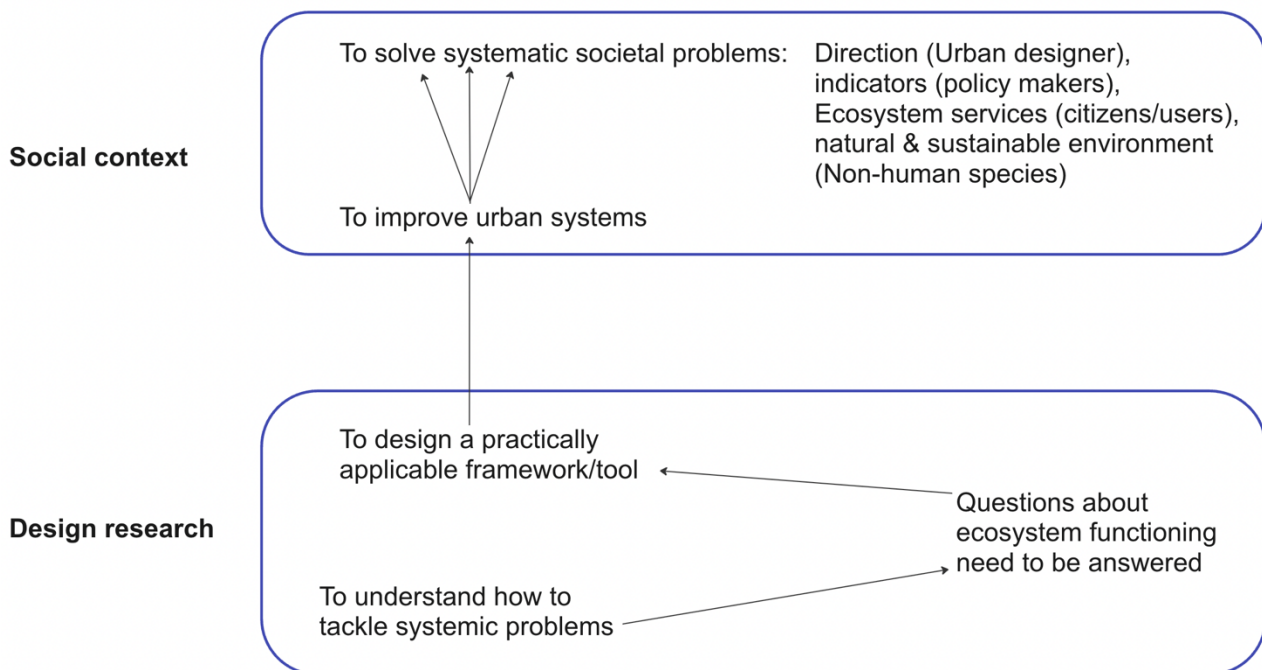 To solve systematic societal problems:
Direction (Urban designer),
indicators (policy makers),
Ecosystem services (citizens/users),
natural & sustainable environment
(Non-human species)
Social context
To improve urban systems
To design a practically
applicable framework/tool
Questions about
ecosystem functioning
need to be answered
Design research
To understand how to
tackle systemic problems